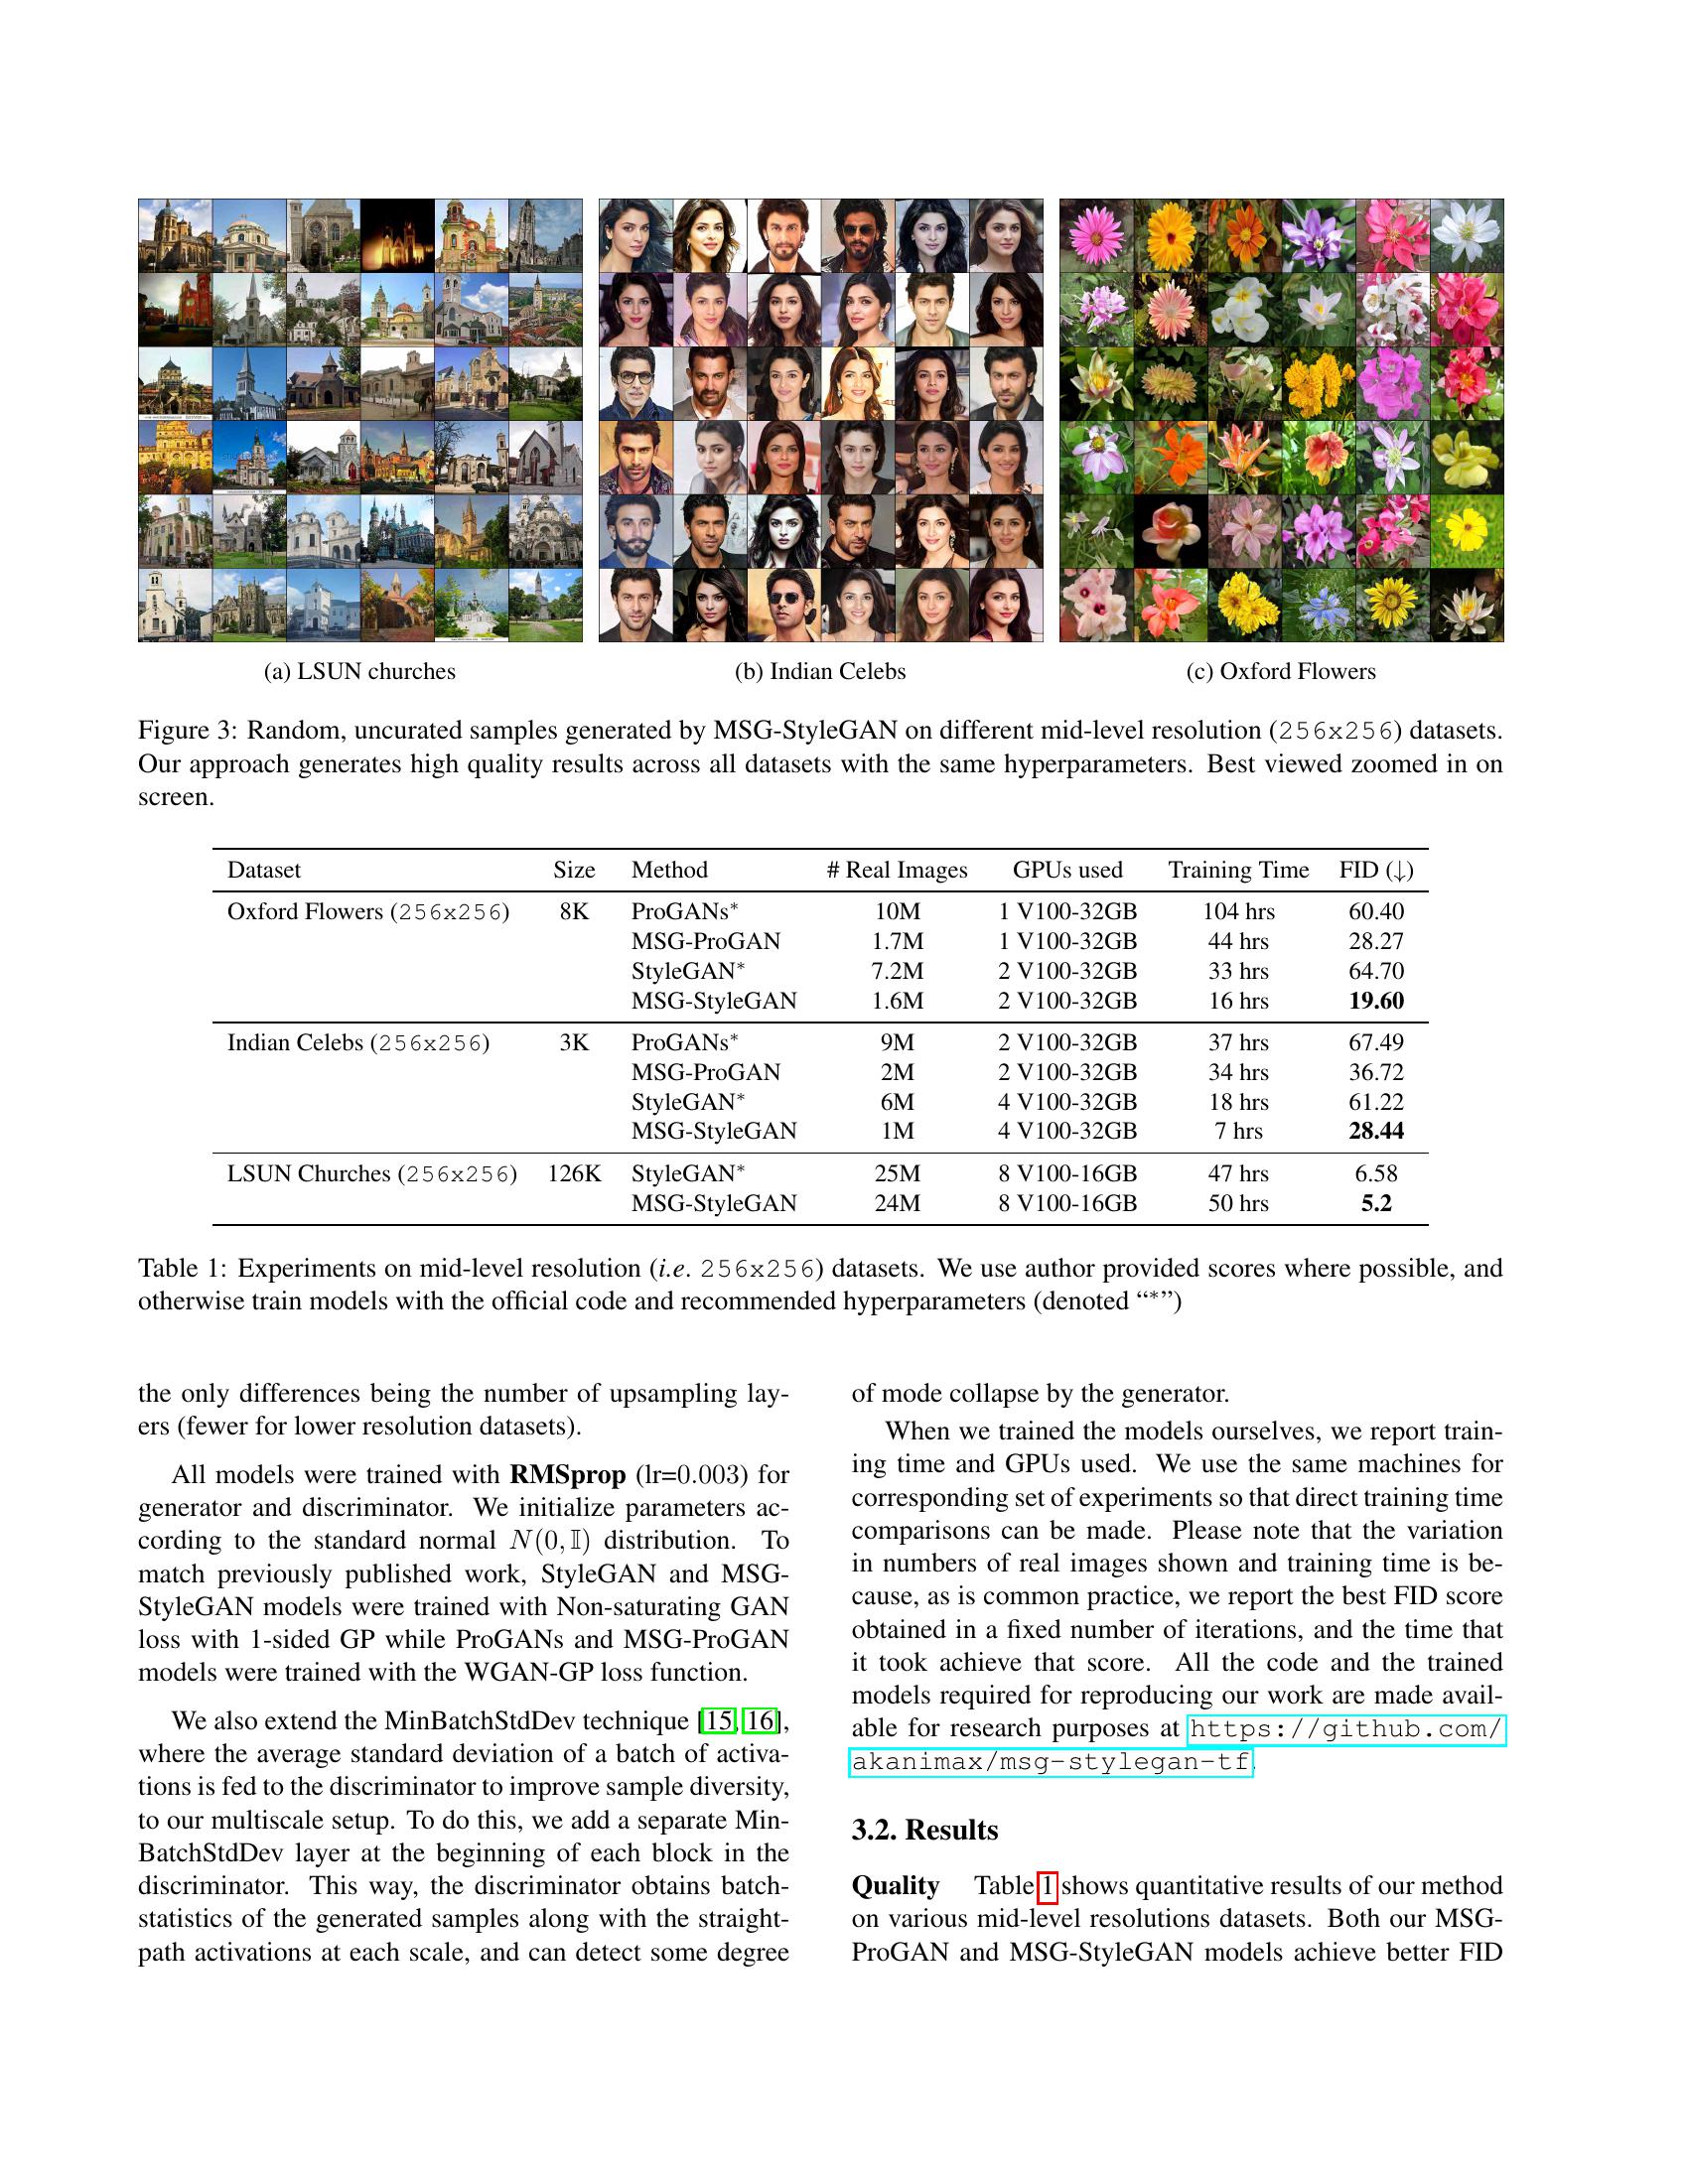 (a) LSUN churches
(b) Indian Celebs
(c) Oxford Flowers
Figure 3: Random, uncurated samples generated by MSG-StyleGAN on different mid-level resolution (256x256) datasets.
Our approach generates high quality results across all datasets with the same hyperparameters. Best viewed zoomed in on
screen.
Dataset Size Method # Real Images GPUs used Training Time FID (↓)
Oxford Flowers (256x256) 8K ProGANs* 10M 1 V100-32GB 104 hrs 60.40
MSG-ProGAN 1.7M 1 V100-32GB 44 hrs 28.27
StyleGAN* 7.2M 2 V100-32GB 33 hrs 64.70
MSG-StyleGAN 1.6M 2 V100-32GB 16 hrs 19.60
Indian Celebs (256x256) 3K ProGANs* 9M 2 V100-32GB 37 hrs 67.49
MSG-ProGAN 2M 2 V100-32GB 34 hrs 36.72
StyleGAN* 6M 4 V100-32GB 18 hrs 61.22
MSG-StyleGAN 1M 4 V100-32GB 7 hrs 28.44
LSUN Churches (256x256) 126K StyleGAN* 25M 8 V100-16GB 47 hrs 6.58
MSG-StyleGAN 24M 8 V100-16GB 50 hrs 5.2
Table 1: Experiments on mid-level resolution (i.e. 256x256) datasets. We use author provided scores where possible, and
otherwise train models with the official code and recommended hyperparameters (denoted “*”)
the only differences being the number of upsampling lay-
ers (fewer for lower resolution datasets).
All models were trained with RMSprop (lr=0.003) for
generator and discriminator. We initialize parameters ac-
cording to the standard normal N(0, 𝕀) distribution. To
match previously published work, StyleGAN and MSG-
StyleGAN models were trained with Non-saturating GAN
loss with 1-sided GP while ProGANs and MSG-ProGAN
models were trained with the WGAN-GP loss function.
We also extend the MinBatchStdDev technique [15, 16],
where the average standard deviation of a batch of activa-
tions is fed to the discriminator to improve sample diversity,
to our multiscale setup. To do this, we add a separate Min-
BatchStdDev layer at the beginning of each block in the
discriminator. This way, the discriminator obtains batch-
statistics of the generated samples along with the straight-
path activations at each scale, and can detect some degree
of mode collapse by the generator.
When we trained the models ourselves, we report train-
ing time and GPUs used. We use the same machines for
corresponding set of experiments so that direct training time
comparisons can be made. Please note that the variation
in numbers of real images shown and training time is be-
cause, as is common practice, we report the best FID score
obtained in a fixed number of iterations, and the time that
it took achieve that score. All the code and the trained
models required for reproducing our work are made avail-
able for research purposes at https://github.com/
akanimax/msg-stylegan-tf.
3.2. Results
Quality Table 1 shows quantitative results of our method
on various mid-level resolutions datasets. Both our MSG-
ProGAN and MSG-StyleGAN models achieve better FID